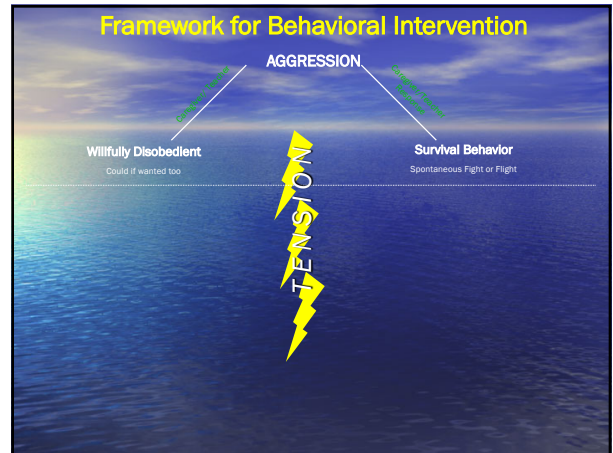 Framework for Behavioral Intervention
AGGRESSION
Willfully Disobedient
Survival Behavior
Could if wanted too
Spontaneous Fight or Flight
TENSION